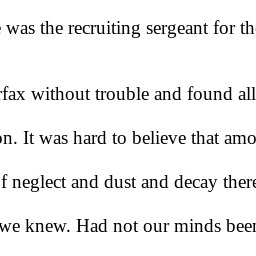 was the recruiting sergeant for th
rfax without trouble and found all
on. It was hard to believe that amo
f neglect and dust and decay there
we knew. Had not our minds been